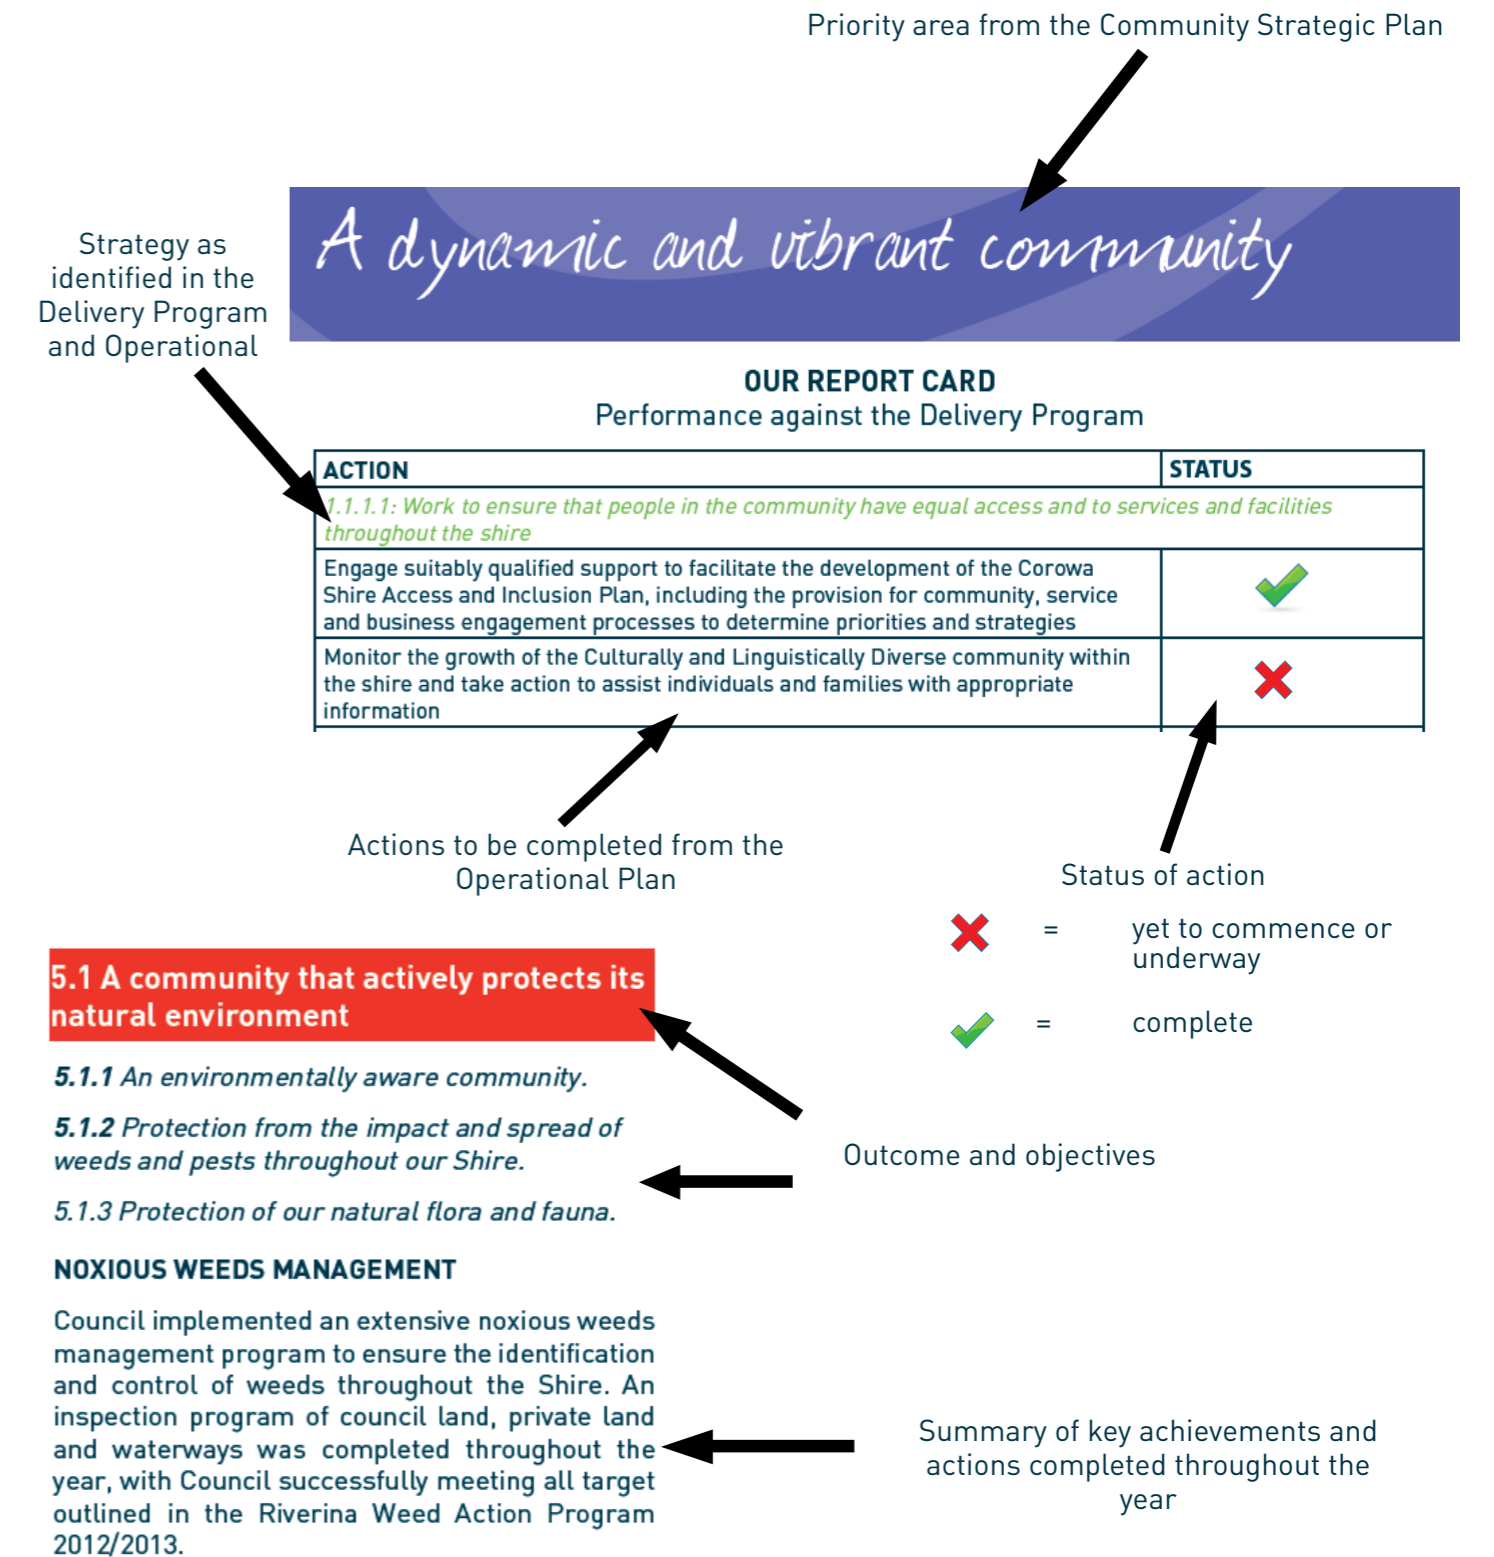 Priority area from the Community Strategic Plan
A dynamic and vibrant community
Strategy as
identified in the
Delivery Program
and Operational
OUR REPORT CARD
Performance against the Delivery Program
ACTION
STATUS
1.1.1.1: Work to ensure that people in the community have equal access and to services and facilities
throughout the shire
Engage suitably qualified support to facilitate the development of the Corowa
Shire Access and Inclusion Plan, including the provision for community, service
and business engagement processes to determine priorities and strategies
Monitor the growth of the Culturally and Linguistically Diverse community within
the shire and take action to assist individuals and families with appropriate
information
Actions to be completed from the
Operational Plan
Status of action
= yet to commence or
underway
= complete
5.1 A community that actively protects its
natural environment
5.1.1 An environmentally aware community.
5.1.2 Protection from the impact and spread of
weeds and pests throughout our Shire.
5.1.3 Protection of our natural flora and fauna.
Outcome and objectives
NOXIOUS WEEDS MANAGEMENT
Council implemented an extensive noxious weeds
management program to ensure the identification
and control of weeds throughout the Shire. An
inspection program of council land, private land
and waterways was completed throughout the
year, with Council successfully meeting all target
outlined in the Riverina Weed Action Program
2012/2013.
Summary of key achievements and
actions completed throughout the
year